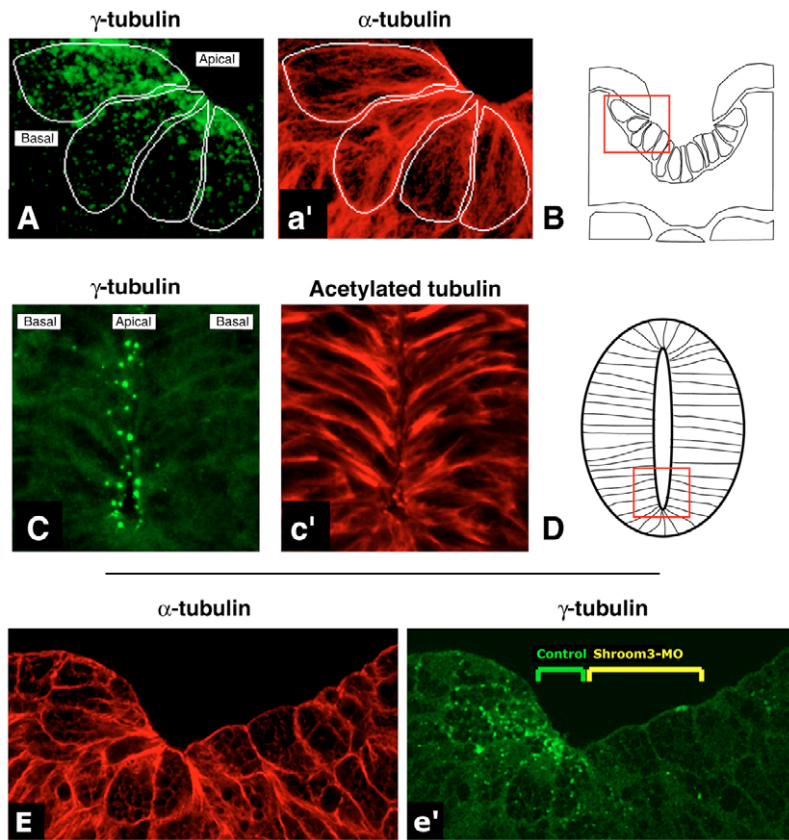 γ-tubulin
α-tubulin
Apical
Basal
A
a'
B
γ-tubulin
Acetylated tubulin
Basal
Apical
Basal
C
c'
D
α-tubulin
γ-tubulin
Control
Shroom3-MO
E
e'